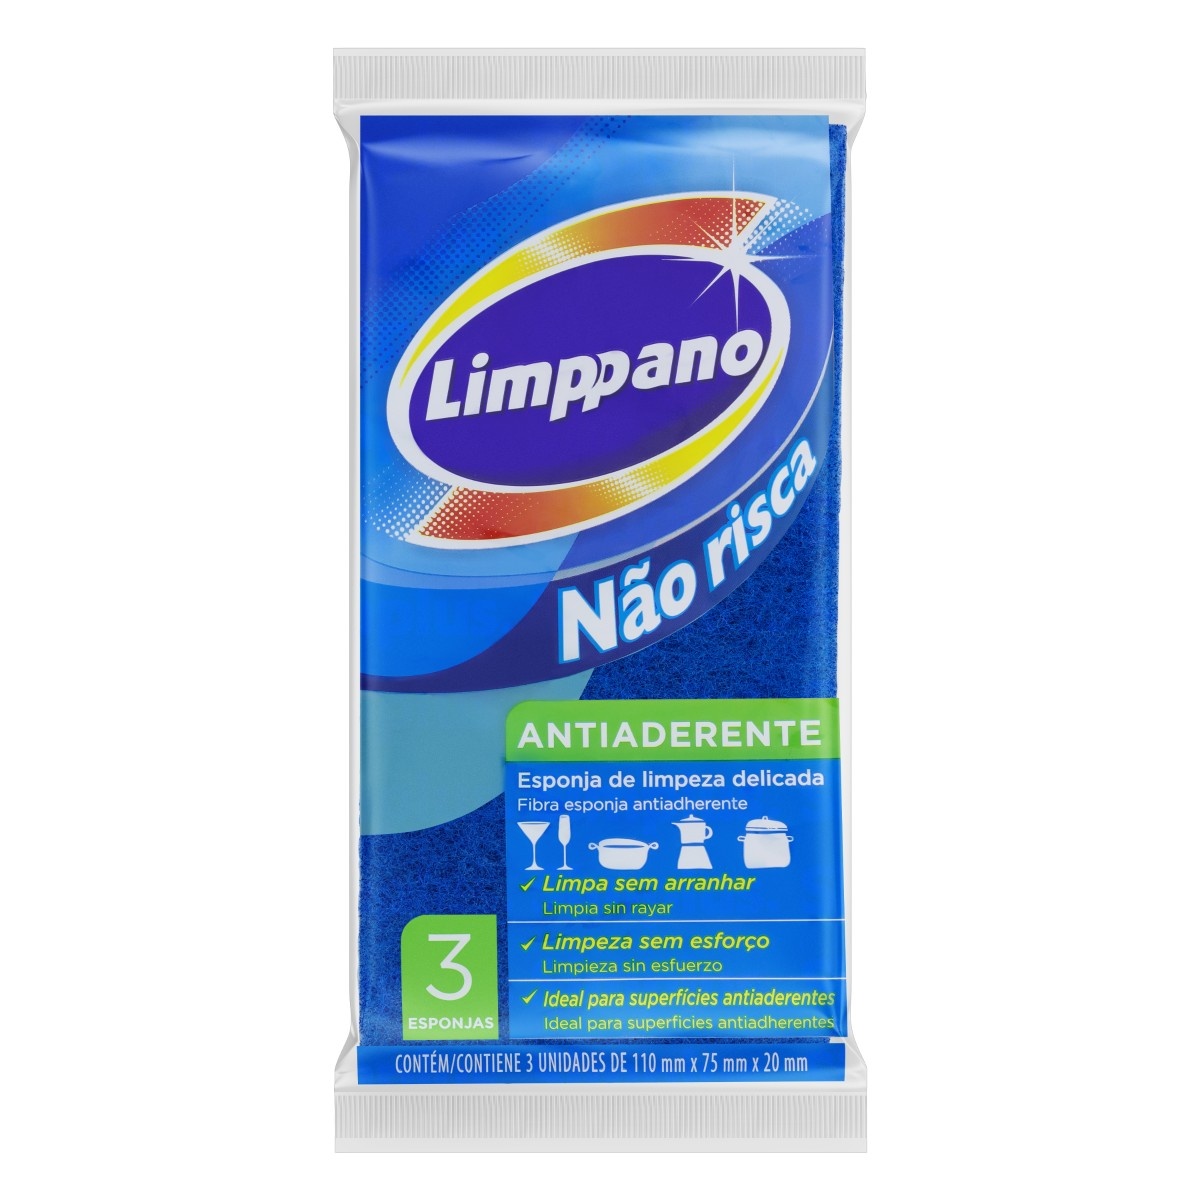 Limppano
Não risca
ANTIADERENTE
Esponja de limpeza delicada
Fibra esponja antiadherente
Limpa sem arranhar
Limpia sin rayar
Limpeza sem esforço
Limpieza sin esfuerzo
Ideal para superfícies antiaderentes
Ideal para superficies antiadherentes
3
ESPONJAS
CONTÉM/CONTIENE 3 UNIDADES DE 110 mm x 75 mm x 20 mm